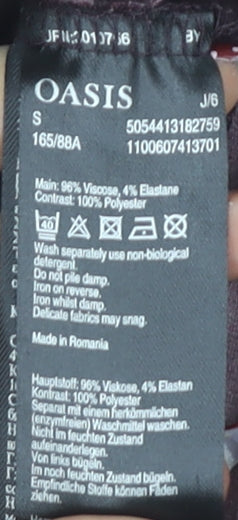 BY
OASIS
J/6
S
5054413182759
165/88A
1100607413701
Main: 96% Viscose, 4% Elastane
Contrast: 100% Polyester
40
Wash separately use non-biological
detergent.
Do not pile damp.
Iron on reverse.
Iron whilst damp.
Delicate fabrics may snag.
Made in Romania
Hauptstoff: 96% Viskose, 4% Elastan
Kontrast: 100% Polyester
Separat mit einem herkömmlichen
(enzymfreien) Waschmittel waschen.
Nicht im feuchten Zustand
aufeinanderlegen.
Von links bügeln.
Im noch feuchten Zustand bügeln.
Empfindliche Stoffe können Fäden
ziehen.